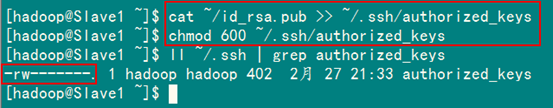 [hadoop@Slave1 ~]$ cat ~/id_rsa.pub >> ~/.ssh/authorized_keys
[hadoop@Slave1 ~]$ chmod 600 ~/.ssh/authorized_keys
[hadoop@Slave1 ~]$ ll ~/.ssh | grep authorized_keys
-rw-------. 1 hadoop hadoop 402  2月 27 21:33 authorized_keys
[hadoop@Slave1 ~]$